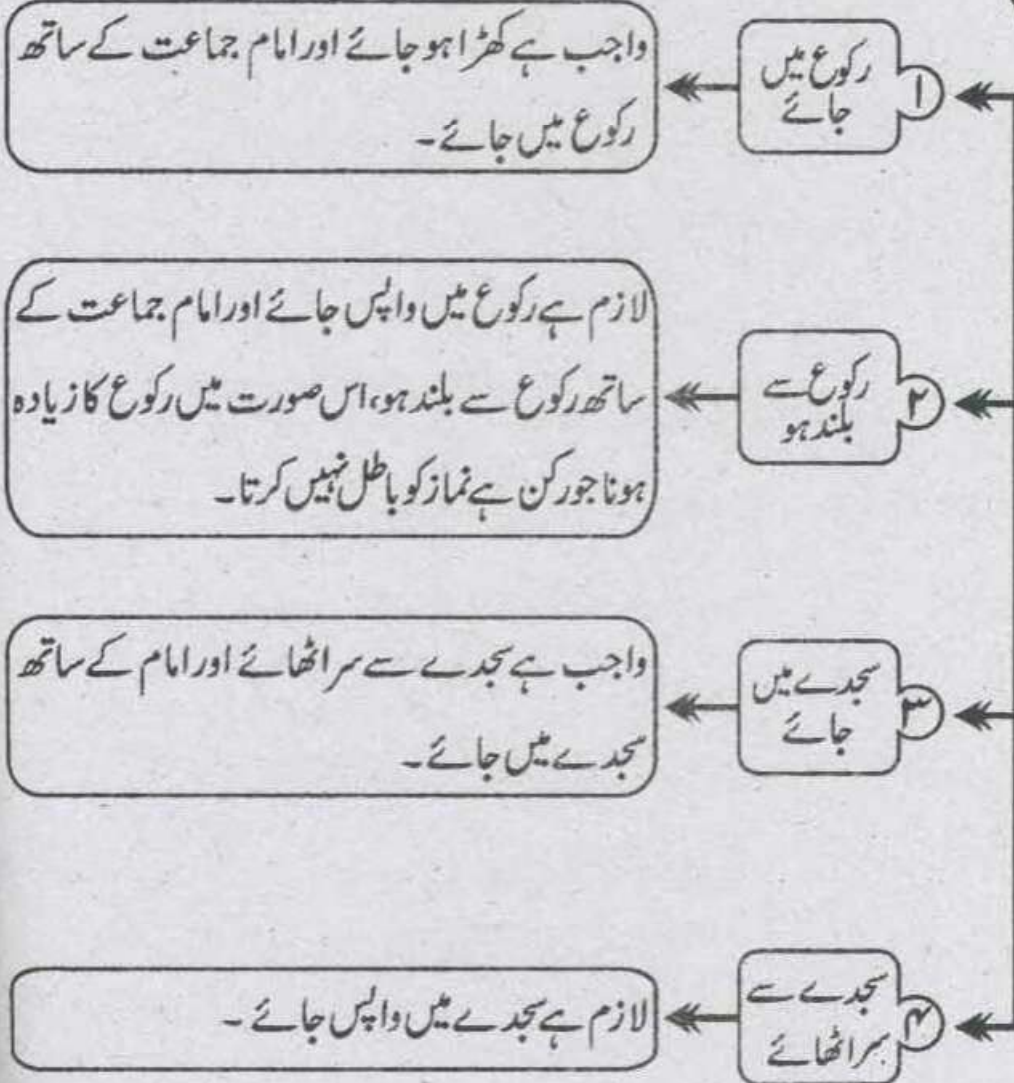 ۱
رکوع میں
جائے
واجب ہے کھڑا ہو جائے اور امام جماعت کے ساتھ
رکوع میں جائے۔
۲
رکوع سے
بلند ہو
لازم ہے رکوع میں واپس جائے اور امام جماعت کے
ساتھ رکوع سے بلند ہو، اس صورت میں رکوع کا زیادہ
ہونا جو رکن ہے نماز کو باطل نہیں کرتا۔
۳
سجدے میں
جائے
واجب ہے سجدے سے سر اٹھائے اور امام کے ساتھ
سجدے میں جائے۔
۴
سجدے سے
سر اٹھائے
لازم ہے سجدے میں واپس جائے۔